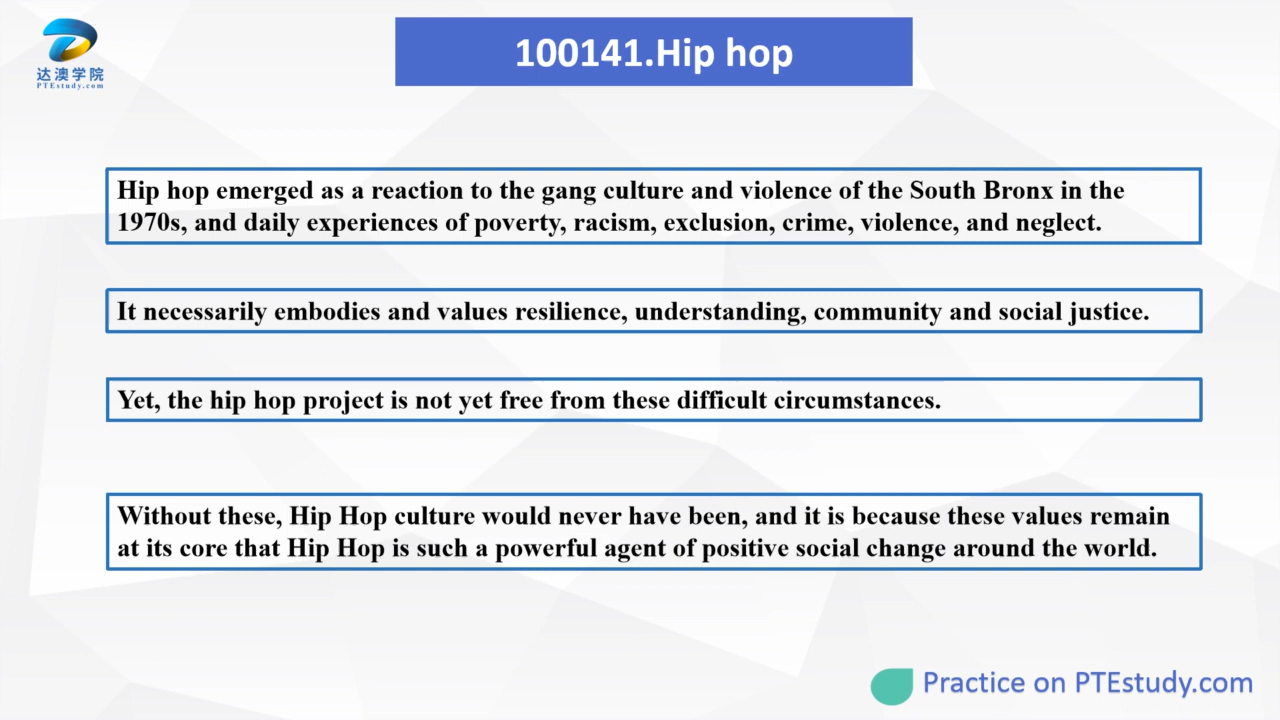 达澳学院
PTEstudy.com
100141.Hip hop
Hip hop emerged as a reaction to the gang culture and violence of the South Bronx in the
1970s, and daily experiences of poverty, racism, exclusion, crime, violence, and neglect.
It necessarily embodies and values resilience, understanding, community and social justice.
Yet, the hip hop project is not yet free from these difficult circumstances.
Without these, Hip Hop culture would never have been, and it is because these values remain
at its core that Hip Hop is such a powerful agent of positive social change around the world.
Practice on PTEstudy.com